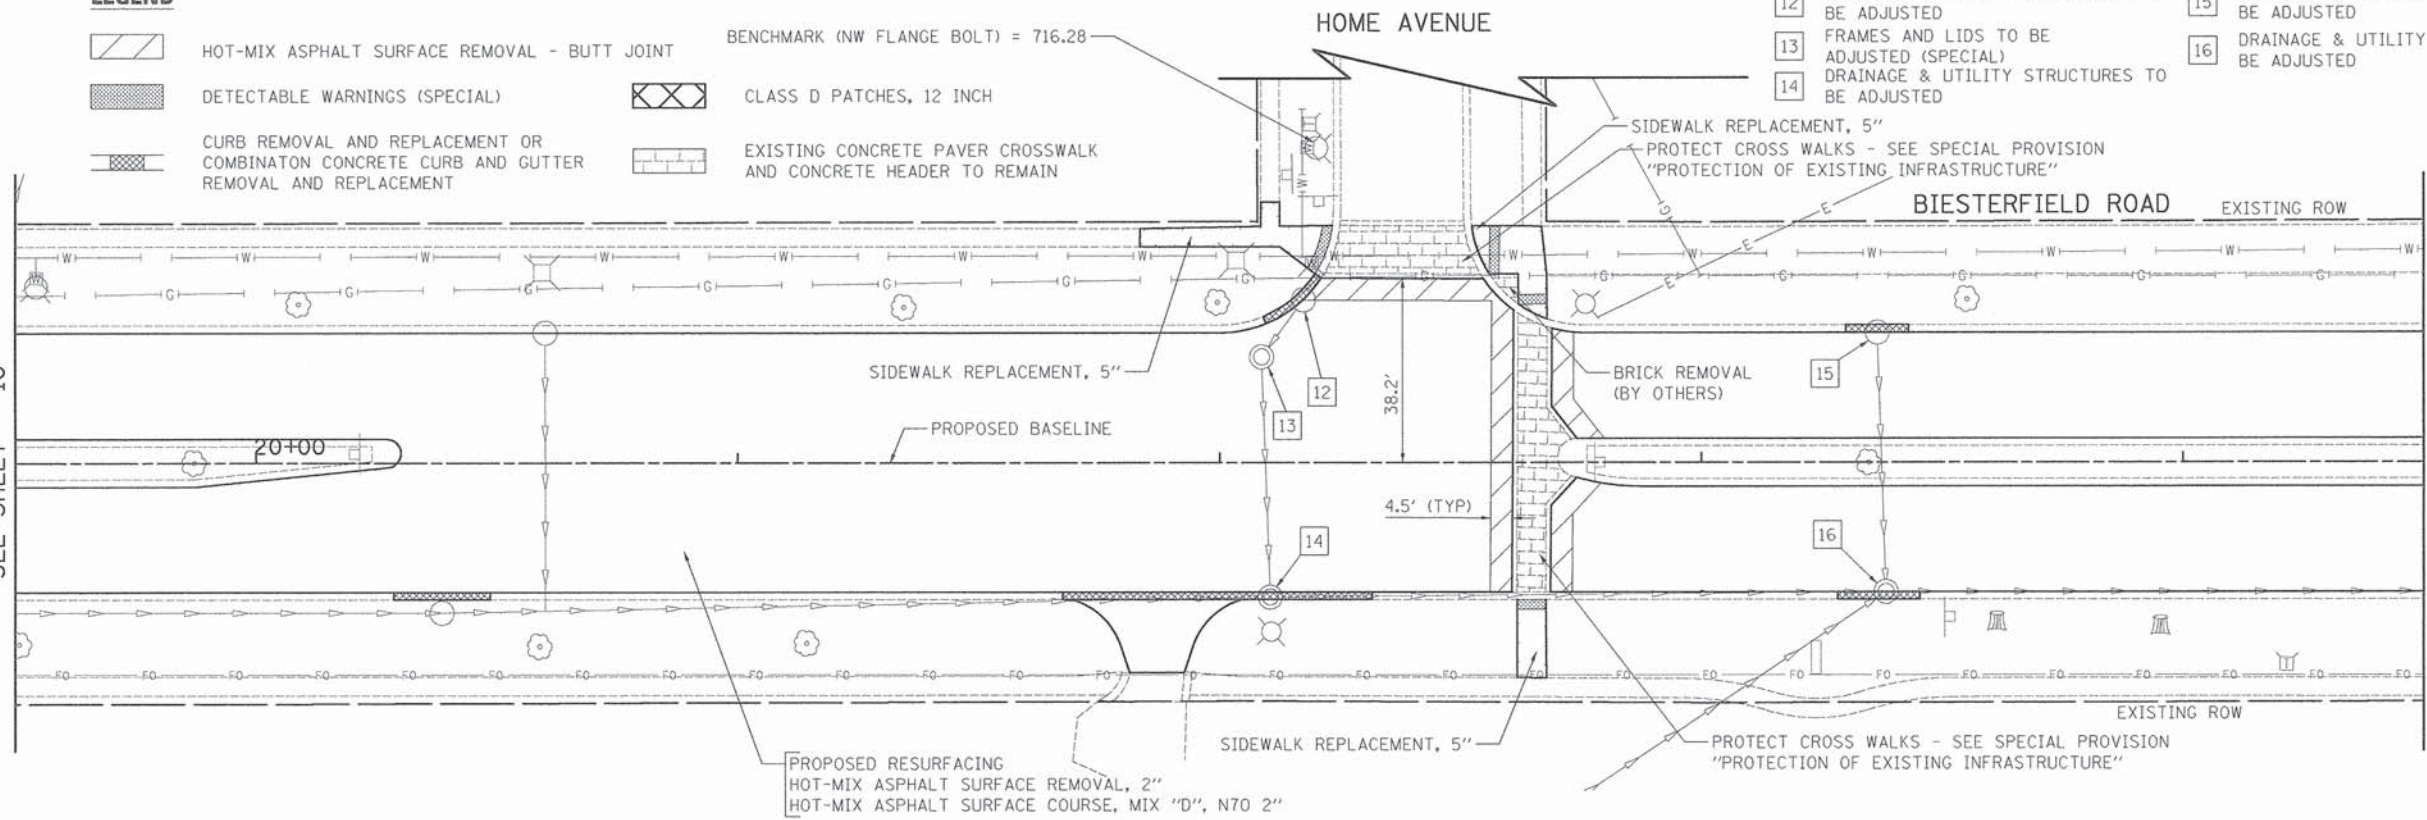 LEGEND
HOT-MIX ASPHALT SURFACE REMOVAL - BUTT JOINT
DETECTABLE WARNINGS (SPECIAL)
CURB REMOVAL AND REPLACEMENT OR
COMBINATON CONCRETE CURB AND GUTTER
REMOVAL AND REPLACEMENT
BENCHMARK (NW FLANGE BOLT) = 716.28
CLASS D PATCHES, 12 INCH
EXISTING CONCRETE PAVER CROSSWALK
AND CONCRETE HEADER TO REMAIN
HOME AVENUE
12
BE ADJUSTED
13 FRAMES AND LIDS TO BE
ADJUSTED (SPECIAL)
14 DRAINAGE & UTILITY STRUCTURES TO
BE ADJUSTED
15
BE ADJUSTED
16 DRAINAGE & UTILITY
BE ADJUSTED
SIDEWALK REPLACEMENT, 5"
PROTECT CROSS WALKS - SEE SPECIAL PROVISION
"PROTECTION OF EXISTING INFRASTRUCTURE"
BIESTERFIELD ROAD
EXISTING ROW
SIDEWALK REPLACEMENT, 5"
12
13
38.2'
BRICK REMOVAL
(BY OTHERS)
15
20+00
PROPOSED BASELINE
4.5' (TYP)
14
16
EXISTING ROW
SIDEWALK REPLACEMENT, 5"
PROTECT CROSS WALKS - SEE SPECIAL PROVISION
"PROTECTION OF EXISTING INFRASTRUCTURE"
PROPOSED RESURFACING
HOT-MIX ASPHALT SURFACE REMOVAL, 2"
HOT-MIX ASPHALT SURFACE COURSE, MIX "D", N70 2"